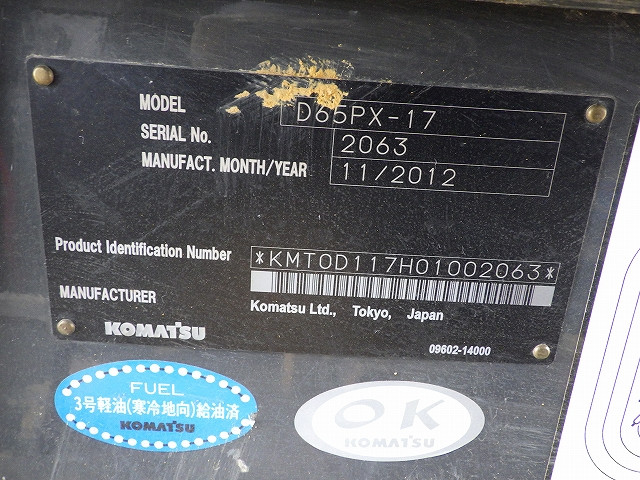 MODEL D65PX-17
SERIAL No. 2063
MANUFACT. MONTH/YEAR 11/2012
Product Identification Number *KMT0D117H01002063*
MANUFACTURER Komatsu Ltd., Tokyo, Japan
KOMATSU 09602-14000
FUEL
3号軽油(寒冷地向)給油済
KOMATSU
OK
KOMATSU